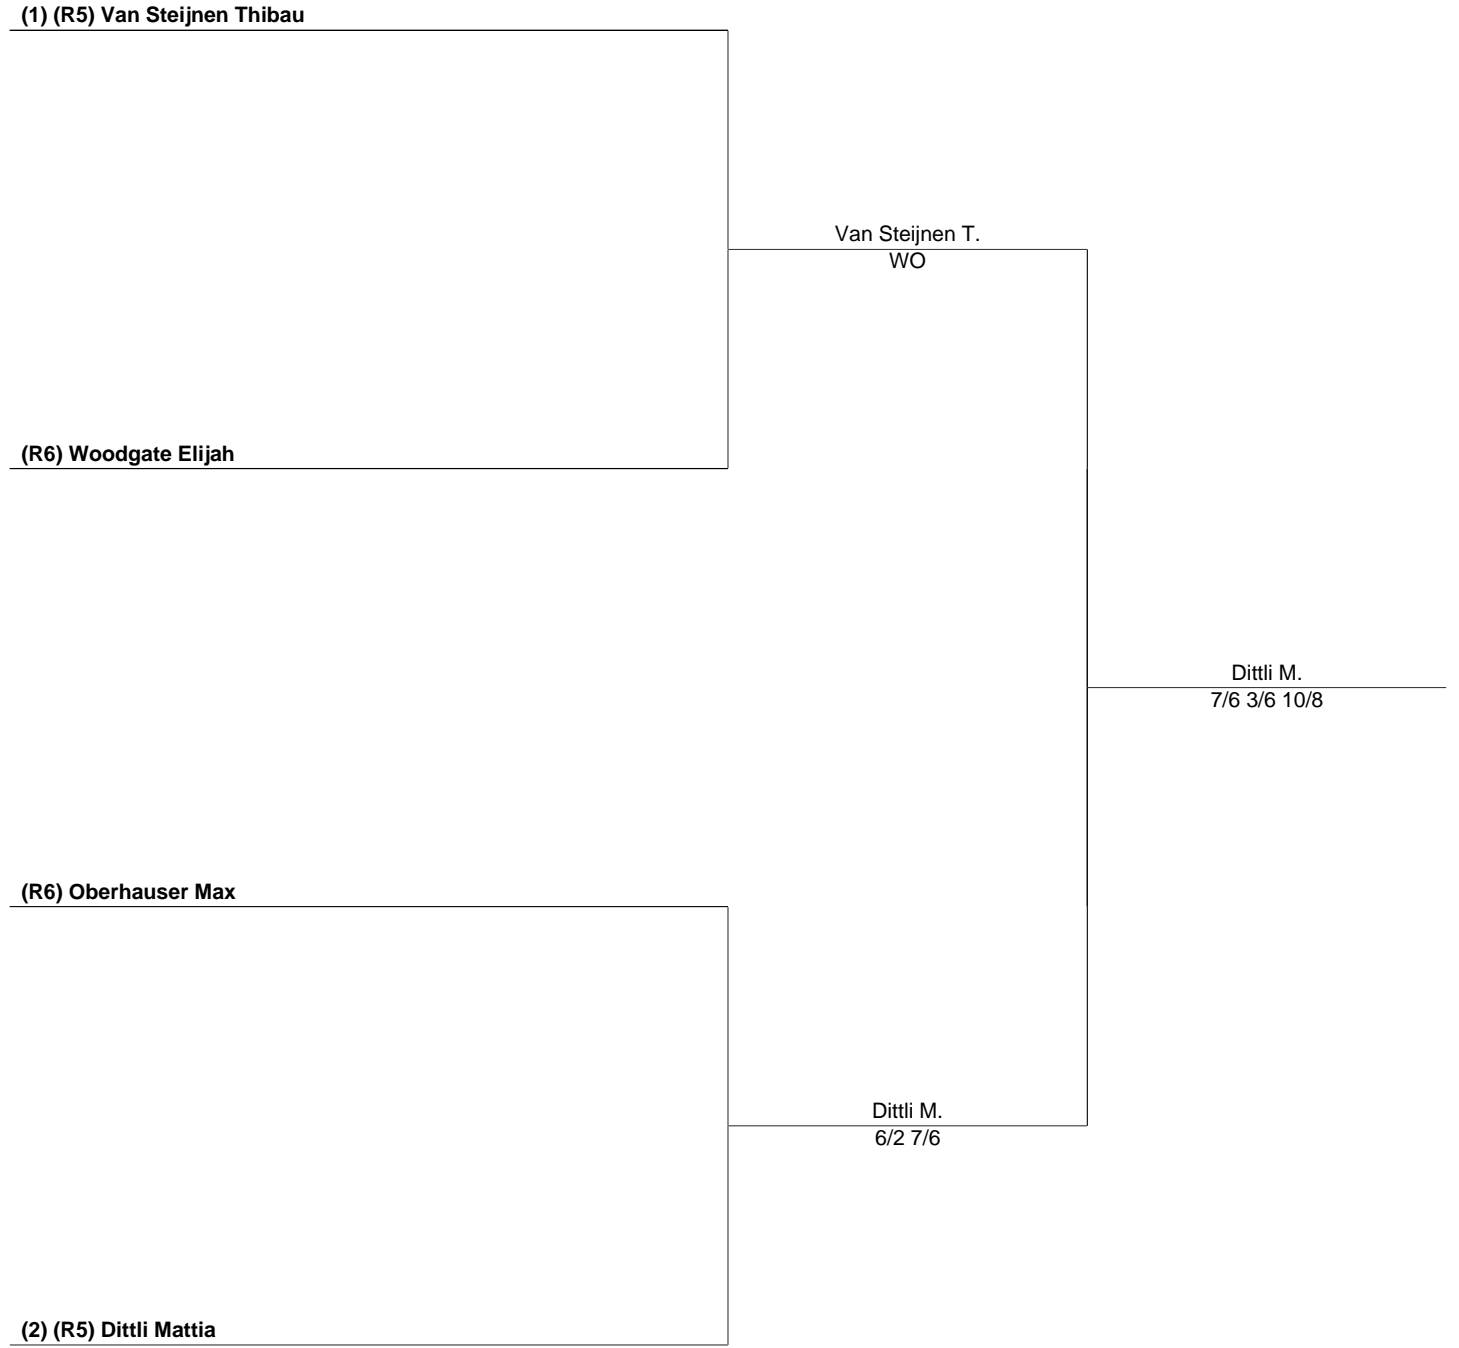 (1) (R5) Van Steijnen Thibau
Van Steijnen T.
WO
(R6) Woodgate Elijah
Dittli M.
7/6 3/6 10/8
(R6) Oberhauser Max
Dittli M.
6/2 7/6
(2) (R5) Dittli Mattia